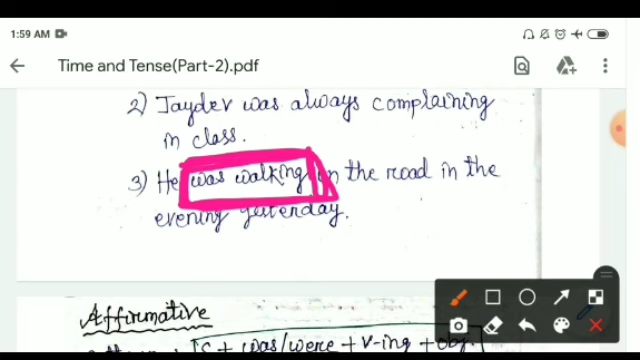 1:59 AM
Time and Tense(Part-2).pdf
2) Jaydev was always complaining
in class.
3) He was walking on the road in the
evening yesterday.
Affirmative
S + was/were + V-ing + obj.